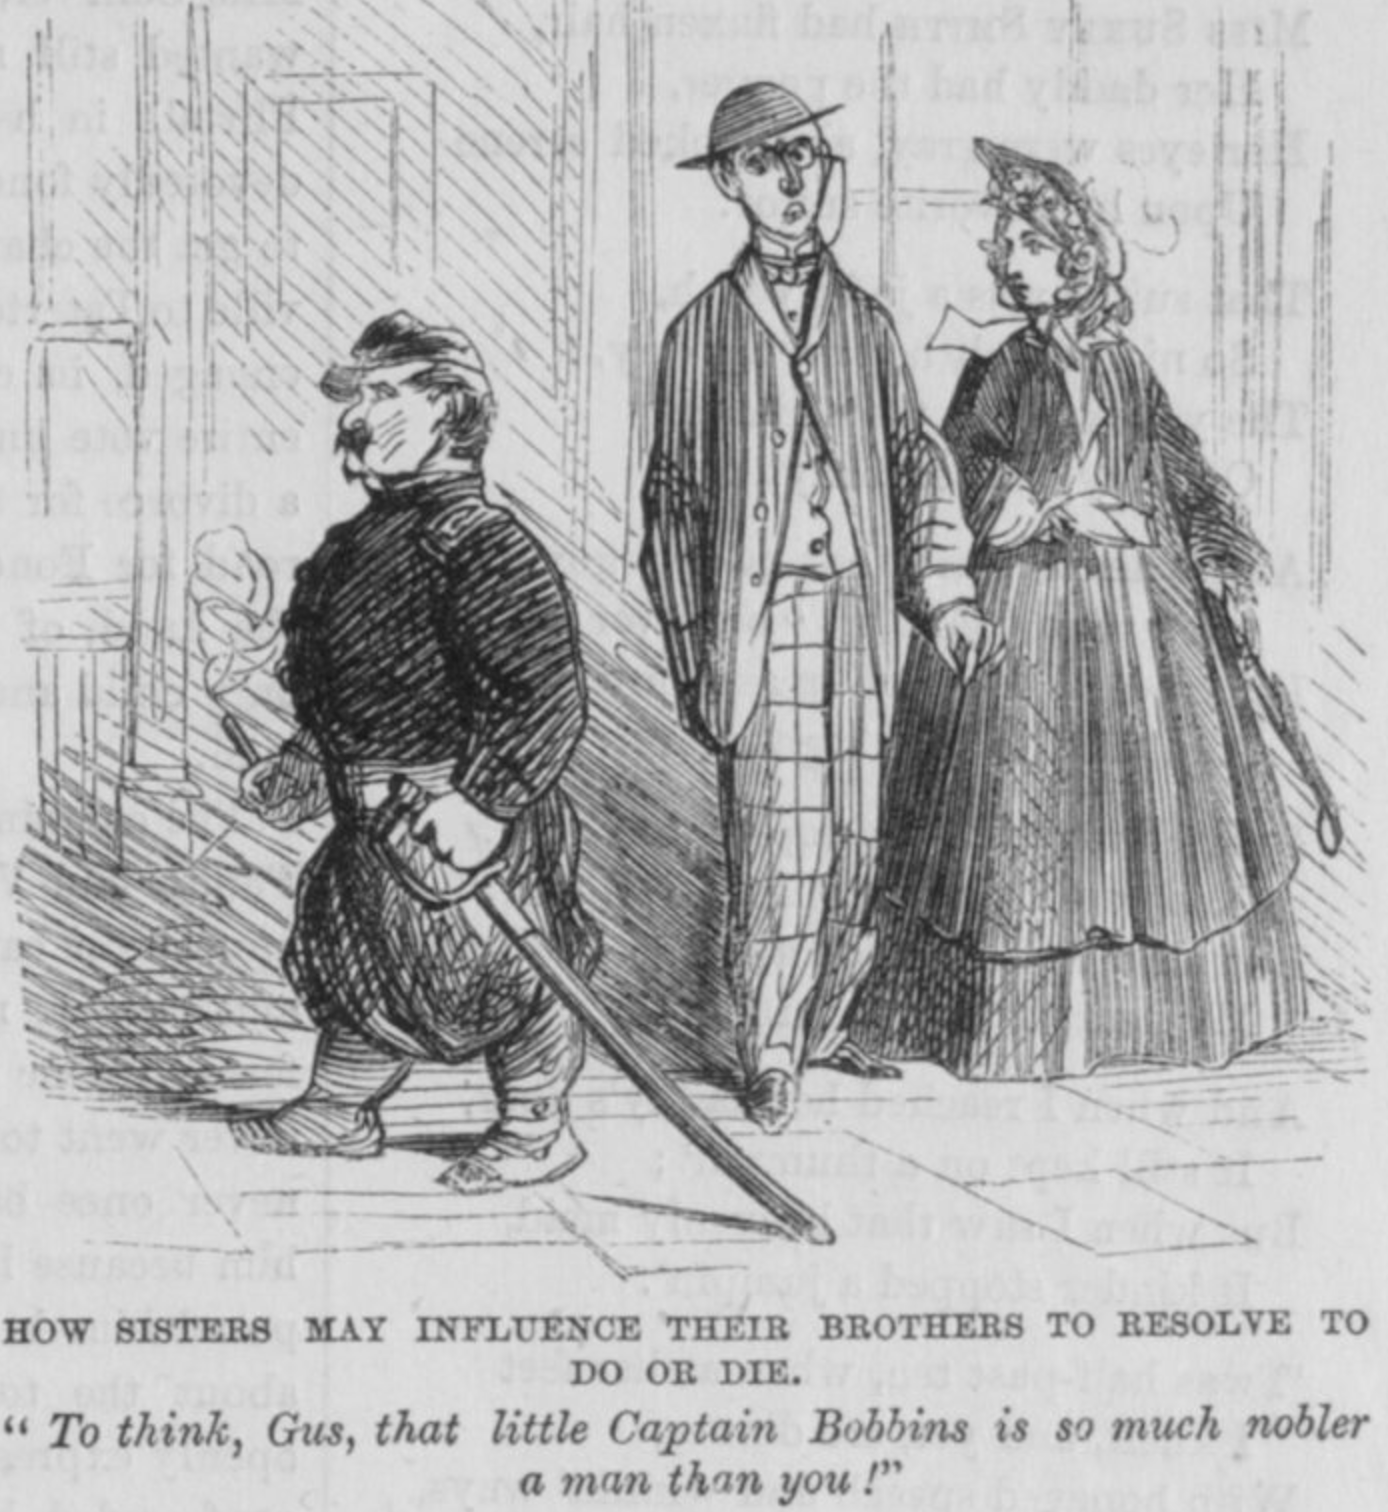 HOW SISTERS MAY INFLUENCE THEIR BROTHERS TO RESOLVE TO
DO OR DIE.
“ To think, Gus, that little Captain Bobbins is so much nobler
a man than you !”